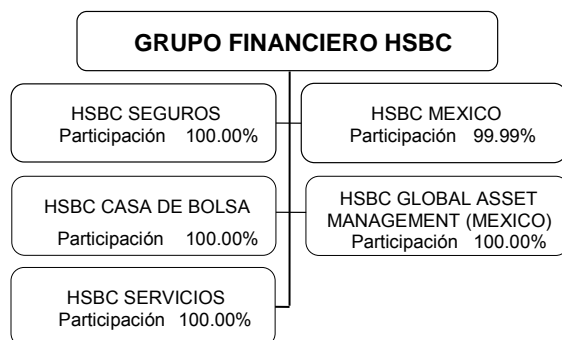 GRUPO FINANCIERO HSBC
HSBC SEGUROS
Participación 100.00%
HSBC MEXICO
Participación 99.99%
HSBC CASA DE BOLSA
Participación 100.00%
HSBC GLOBAL ASSET
MANAGEMENT (MEXICO)
Participación 100.00%
HSBC SERVICIOS
Participación 100.00%